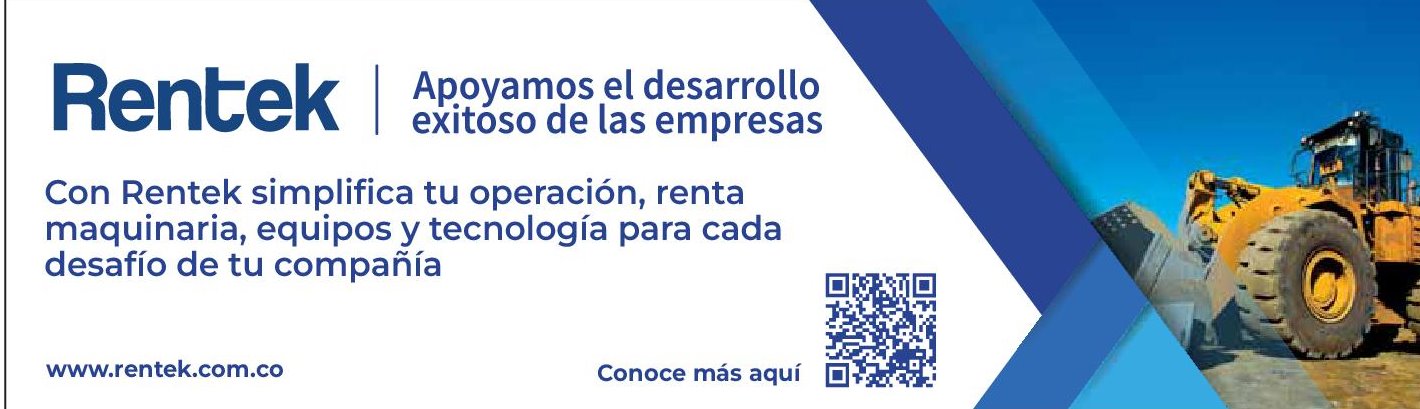 Rentek
Apoyamos el desarrollo
exitoso de las empresas
Con Rentek simplifica tu operación, renta
maquinaria, equipos y tecnología para cada
desafío de tu compañía
www.rentek.com.co
Conoce más aquí